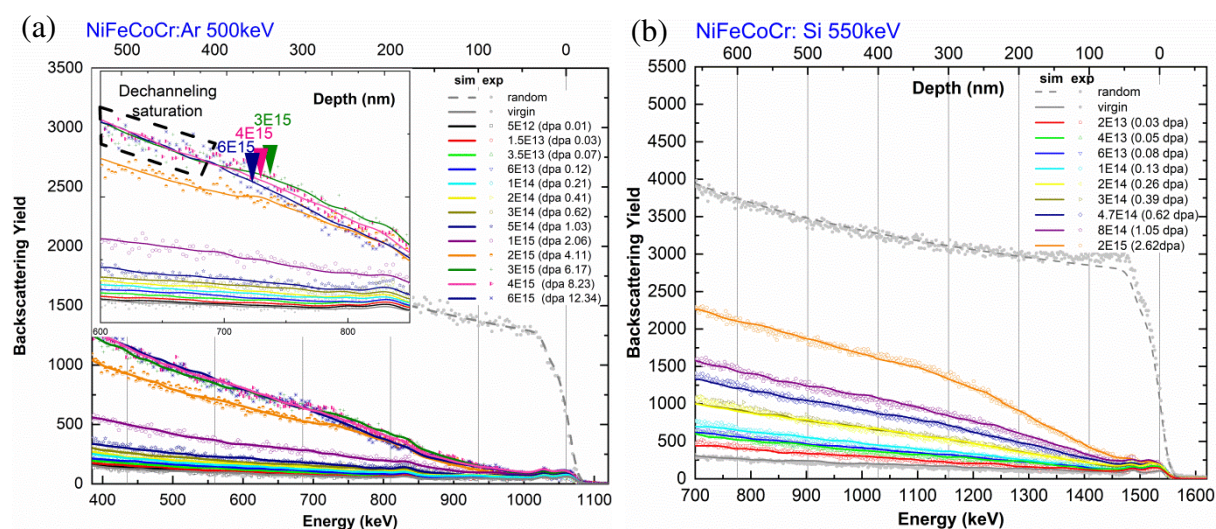 (a)
NiFeCoCr:Ar 500keV
500 400 300 200 100 0
3500
3000
2500
2000
1500
1000
500
0
Backscattering Yield
Dechanneling
saturation
Depth (nm)
3E15
4E15
6E15
600 700 800
sim exp
random
virgin
5E12 (dpa 0.01)
1.5E13 (dpa 0.03)
3.5E13 (dpa 0.07)
6E13 (dpa 0.12)
1E14 (dpa 0.21)
2E14 (dpa 0.41)
3E14 (dpa 0.62)
5E14 (dpa 1.03)
1E15 (dpa 2.06)
2E15 (dpa 4.11)
3E15 (dpa 6.17)
4E15 (dpa 8.23)
6E15 (dpa 12.34)
400 500 600 700 800 900 1000 1100
Energy (keV)
(b)
NiFeCoCr: Si 550keV
600 500 400 300 200 100 0
5500
5000
4500
4000
3500
3000
2500
2000
1500
1000
500
0
Backscattering Yield
Depth (nm)
sim exp
random
virgin
2E13 (0.03 dpa)
4E13 (0.05 dpa)
6E13 (0.08 dpa)
1E14 (0.13 dpa)
2E14 (0.26 dpa)
3E14 (0.39 dpa)
4.7E14 (0.62 dpa)
8E14 (1.05 dpa)
2E15 (2.62dpa)
700 800 900 1000 1100 1200 1300 1400 1500 1600
Energy (keV)